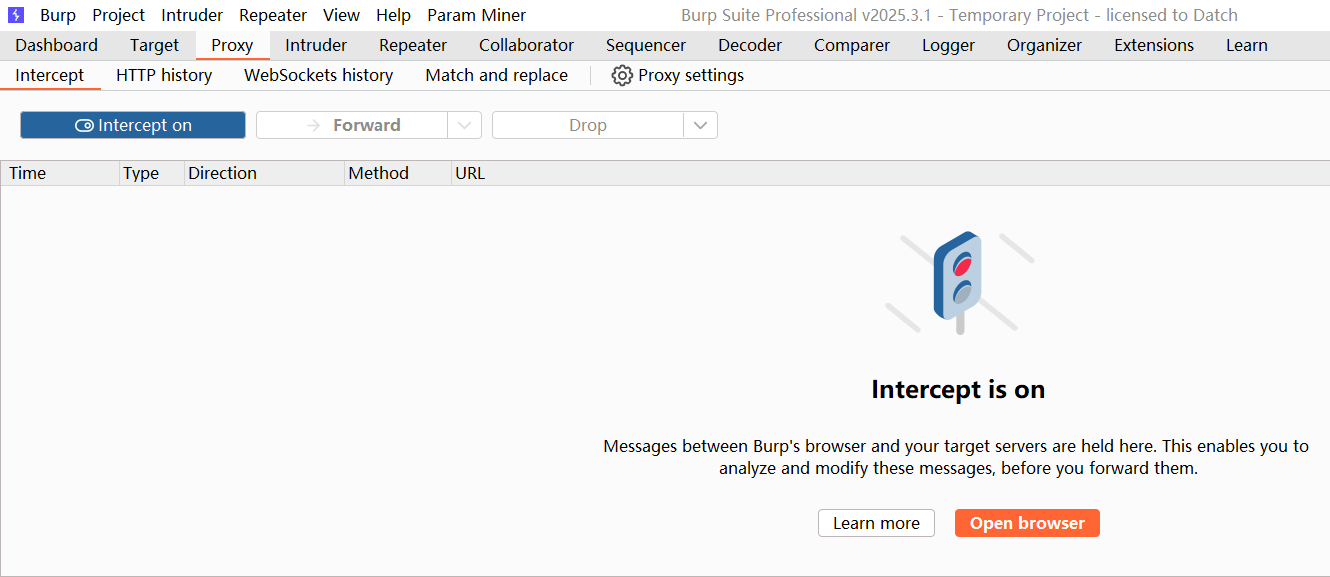 Burp Project Intruder Repeater View Help Param Miner Burp Suite Professional v2025.3.1 - Temporary Project - licensed to Datch
Dashboard Target Proxy Intruder Repeater Collaborator Sequencer Decoder Comparer Logger Organizer Extensions Learn
Intercept HTTP history WebSockets history Match and replace Proxy settings
Intercept on Forward Drop
Time Type Direction Method URL
Intercept is on
Messages between Burp's browser and your target servers are held here. This enables you to
analyze and modify these messages, before you forward them.
Learn more Open browser